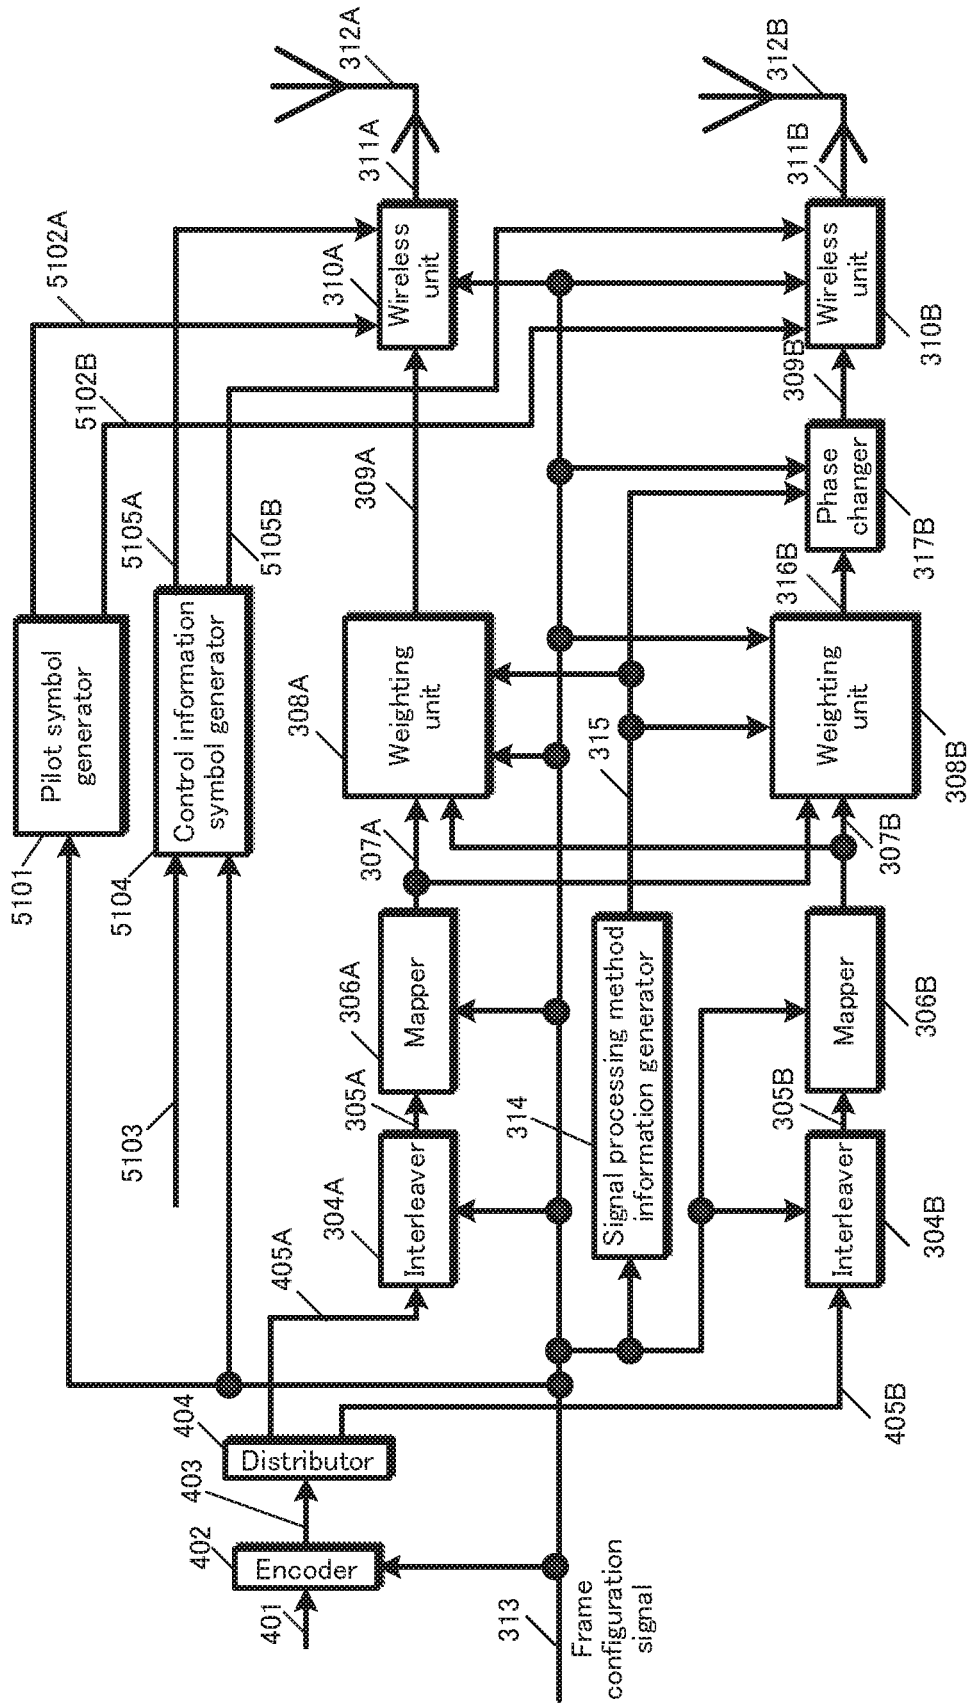 401
402
Encoder
403
404
Distributor
405A
405B
313
Frame
configuration
signal
5101
Pilot symbol
generator
5102A
5102B
5103
5104
Control information
symbol generator
5105A
5105B
304A
Interleaver
305A
306A
Mapper
307A
308A
Weighting
unit
309A
310A
Wireless
unit
311A
312A
314
Signal processing method
information generator
315
304B
Interleaver
305B
306B
Mapper
307B
308B
Weighting
unit
316B
317B
Phase
changer
309B
310B
Wireless
unit
311B
312B